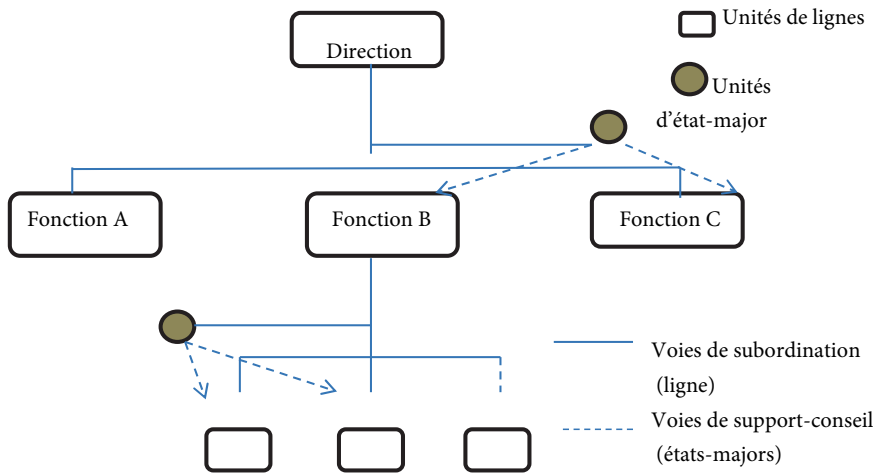 Unités de lignes
Direction
Unités
d'état-major
Fonction A
Fonction B
Fonction C
Voies de subordination
(ligne)
Voies de support-conseil
(états-majors)